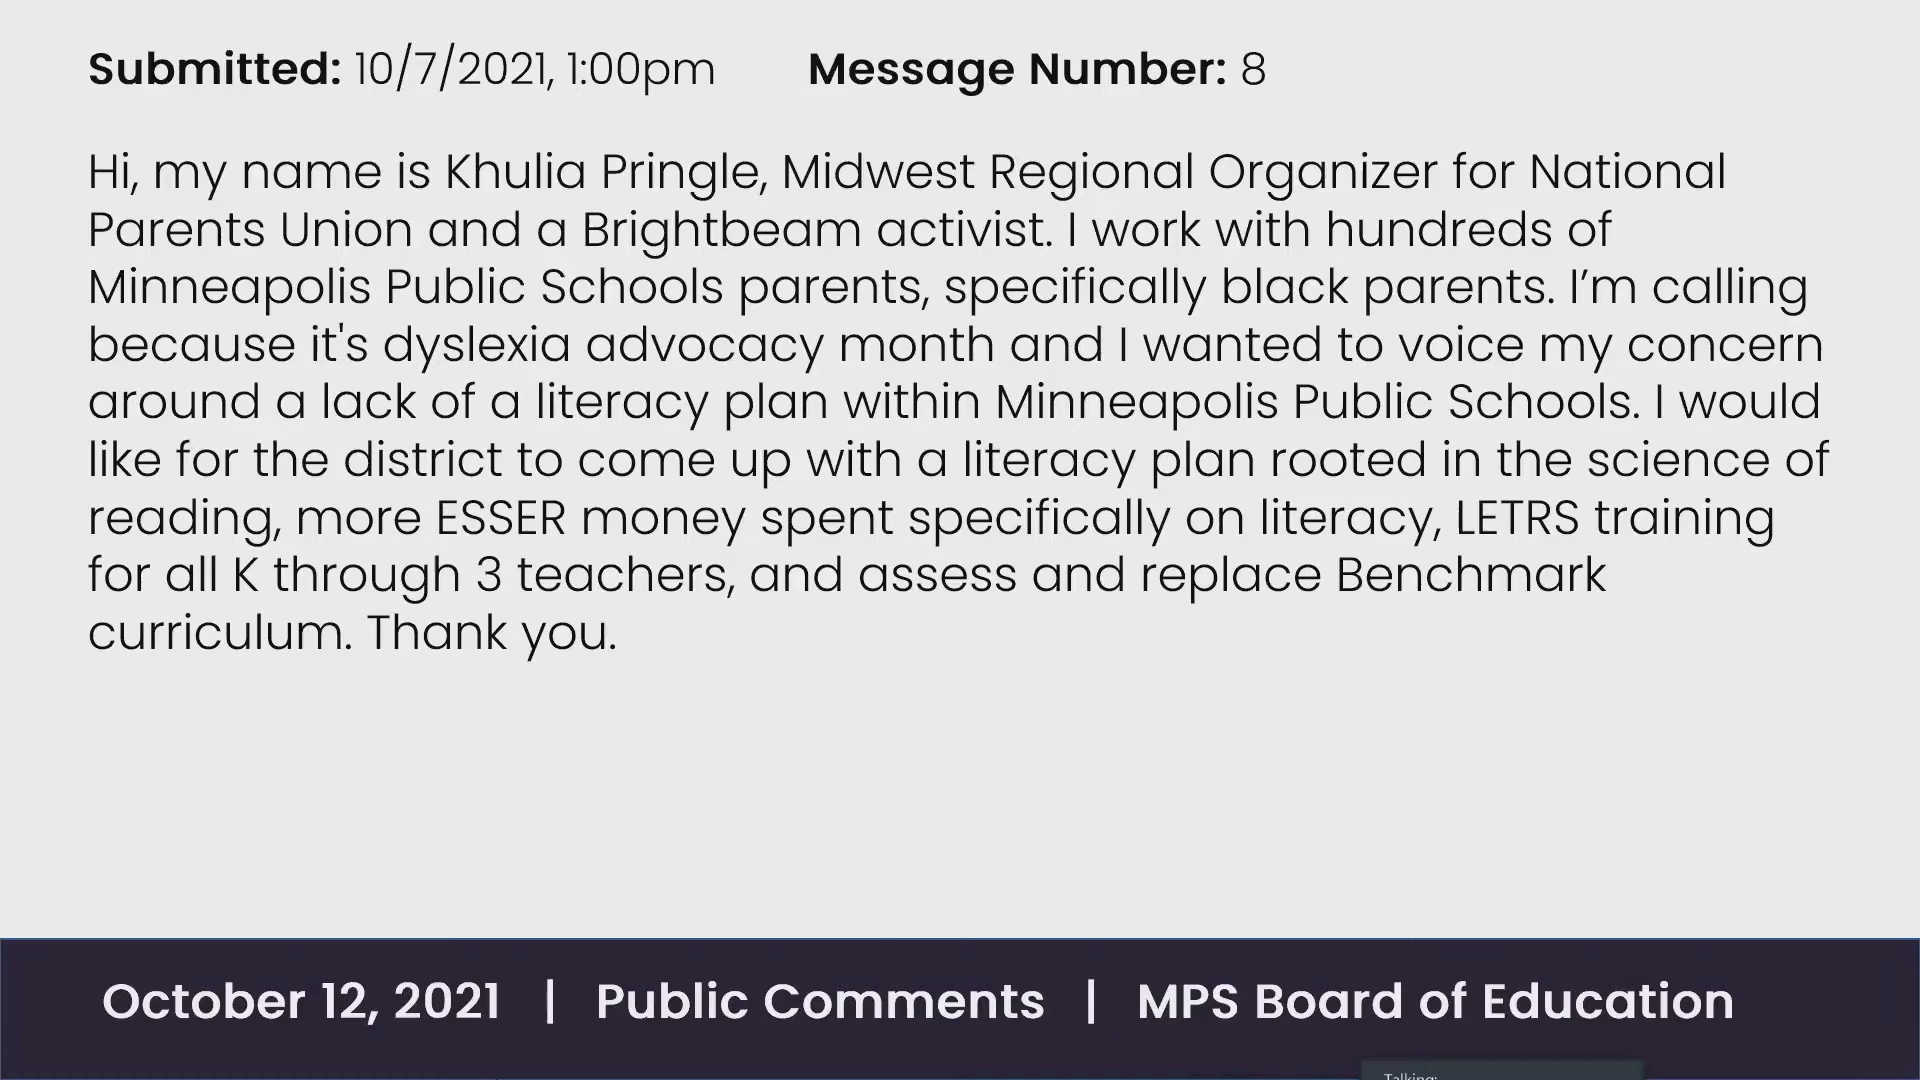 Submitted: 10/7/2021, 1:00pm Message Number: 8
Hi, my name is Khulia Pringle, Midwest Regional Organizer for National
Parents Union and a Brightbeam activist. I work with hundreds of
Minneapolis Public Schools parents, specifically black parents. I’m calling
because it's dyslexia advocacy month and I wanted to voice my concern
around a lack of a literacy plan within Minneapolis Public Schools. I would
like for the district to come up with a literacy plan rooted in the science of
reading, more ESSER money spent specifically on literacy, LETRS training
for all K through 3 teachers, and assess and replace Benchmark
curriculum. Thank you.
October 12, 2021 | Public Comments | MPS Board of Education
Talking: